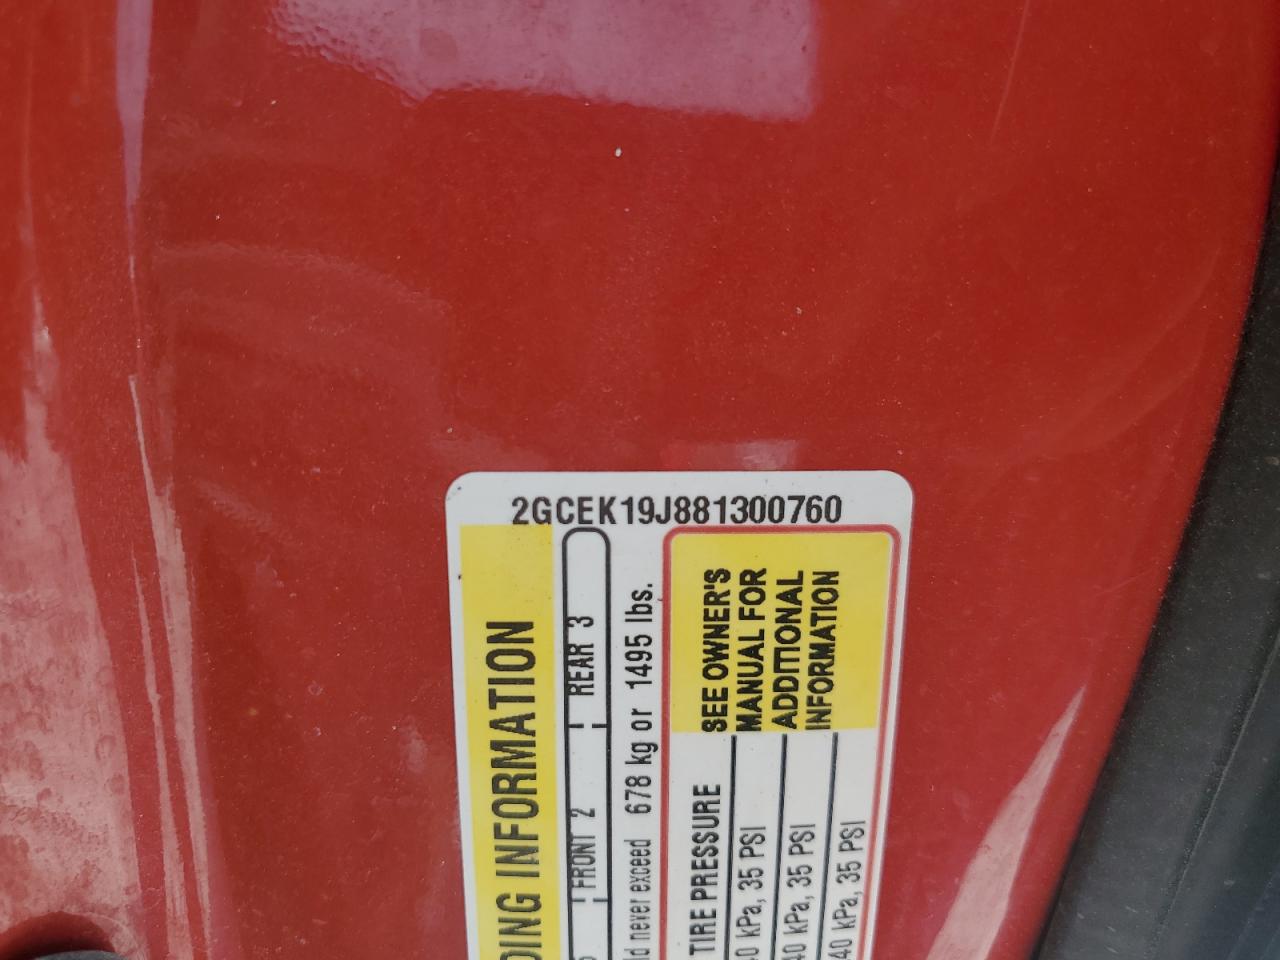 2GCEK19J881300760
DING INFORMATION
FRONT 2 REAR 3
ld never exceed 678 kg or 1495 lbs.
TIRE PRESSURE
40 kPa, 35 PSI
40 kPa, 35 PSI
40 kPa, 35 PSI
SEE OWNER'S
MANUAL FOR
ADDITIONAL
INFORMATION